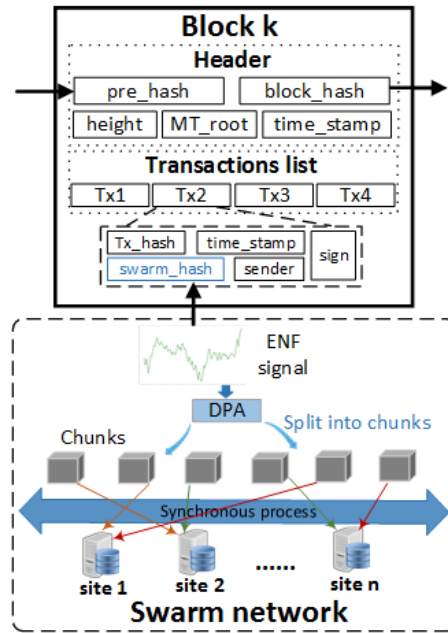 Block k
Header
pre_hash block_hash
height MT_root time_stamp
Transactions list
Tx1 Tx2 Tx3 Tx4
Tx_hash time_stamp sign
swarm_hash sender
ENF
signal
DPA
Chunks
Split into chunks
Synchronous process
site 1 site 2 ...... site n
Swarm network